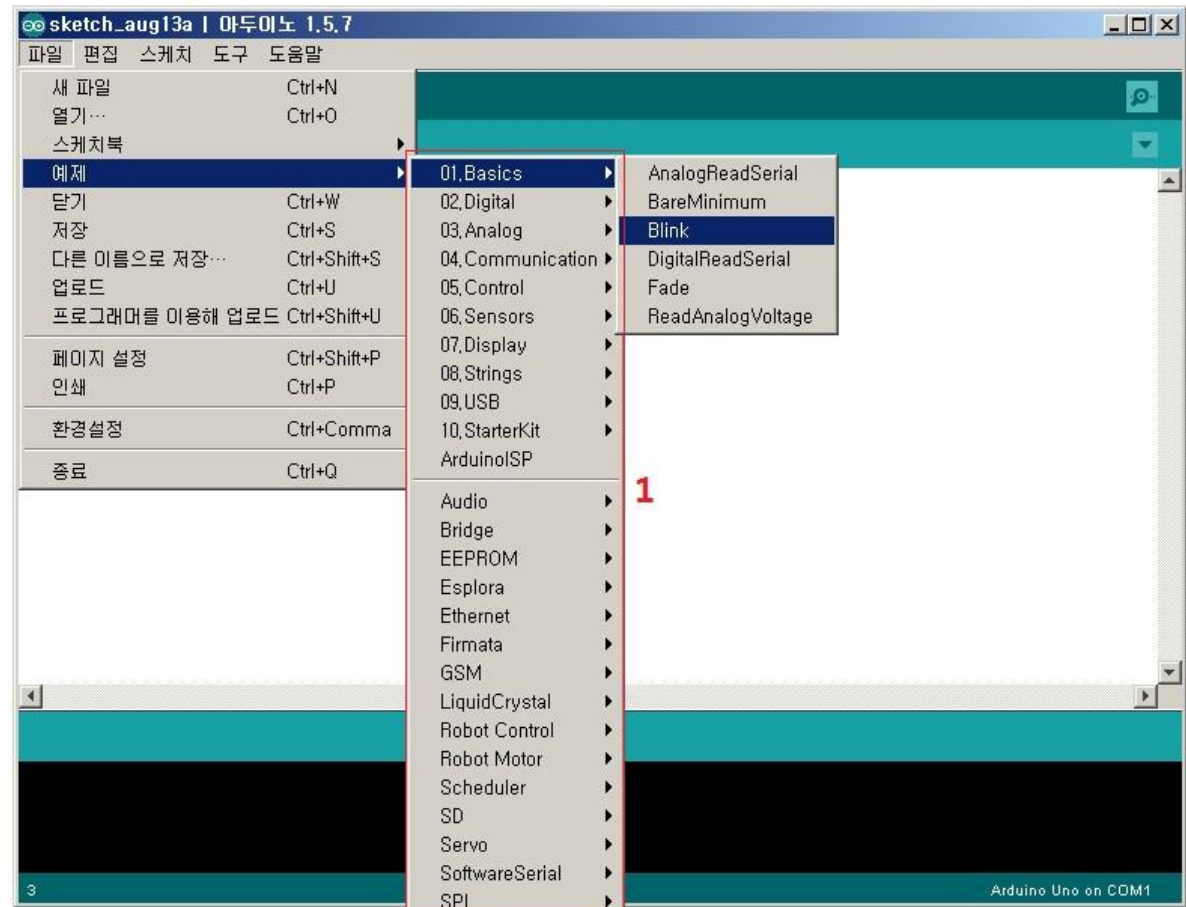 sketch_aug13a | 아두이노 1.5.7
파일 편집 스케치 도구 도움말
새 파일 Ctrl+N
열기… Ctrl+O
스케치북
예제
닫기 Ctrl+W
저장 Ctrl+S
다른 이름으로 저장… Ctrl+Shift+S
업로드 Ctrl+U
프로그래머를 이용해 업로드 Ctrl+Shift+U
페이지 설정 Ctrl+Shift+P
인쇄 Ctrl+P
환경설정 Ctrl+Comma
종료 Ctrl+Q
01.Basics
02.Digital
03.Analog
04.Communication
05.Control
06.Sensors
07.Display
08.Strings
09.USB
10.StarterKit
ArduinoISP
Audio
Bridge
EEPROM
Esplora
Ethernet
Firmata
GSM
LiquidCrystal
Robot Control
Robot Motor
Scheduler
SD
Servo
SoftwareSerial
SPI
AnalogReadSerial
BareMinimum
Blink
DigitalReadSerial
Fade
ReadAnalogVoltage
1
3
Arduino Uno on COM1